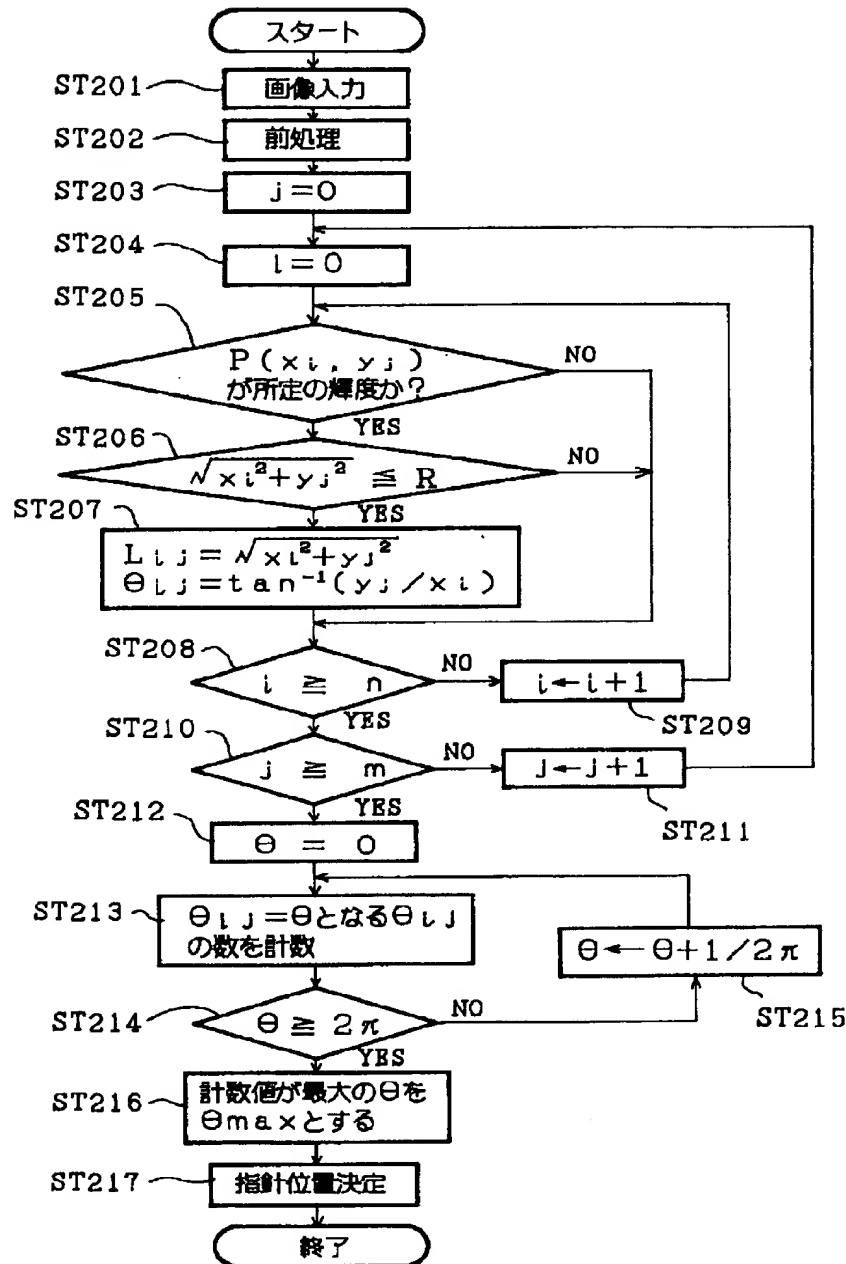 スタート
ST201
画像入力
ST202
前処理
ST203
j=0
ST204
i=0
ST205
P(xi, yj)
が所定の輝度か?
NO
YES
ST206
√xi²+yj² ≦ R
NO
YES
ST207
Lij=√xi²+yj²
θij=tan⁻¹(yj/xi)
ST208
i ≧ n
NO
i←i+1
ST209
YES
ST210
j ≧ m
NO
j←j+1
ST211
YES
ST212
θ = 0
ST213
θij=θとなるθij
の数を計数
θ←θ+1/2π
ST215
ST214
θ ≧ 2π
NO
YES
ST216
計数値が最大のθを
θmaxとする
ST217
指針位置決定
終了